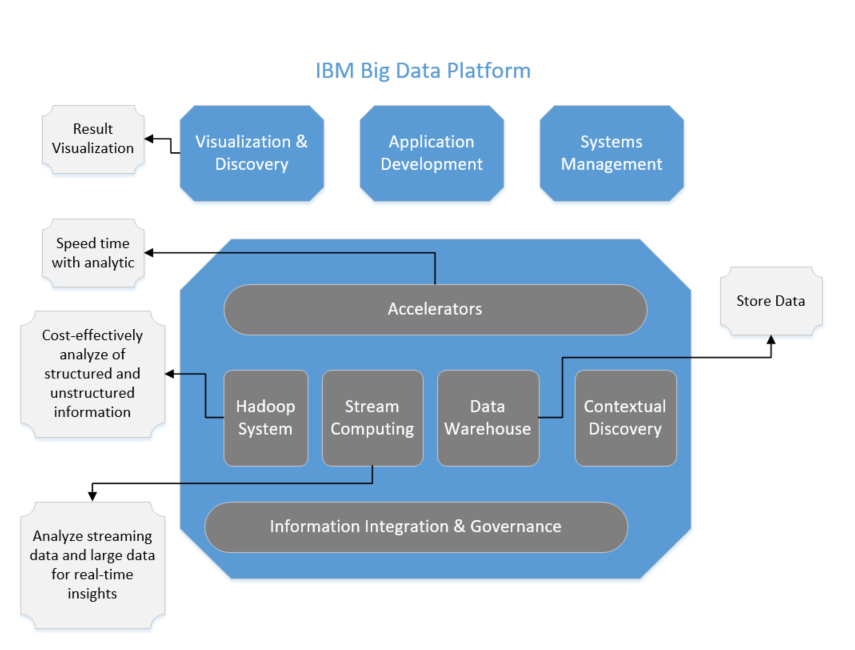 IBM Big Data Platform
Result
Visualization
Visualization &
Discovery
Application
Development
Systems
Management
Speed time
with analytic
Accelerators
Store Data
Cost-effectively
analyze of
structured and
unstructured
information
Hadoop
System
Stream
Computing
Data
Warehouse
Contextual
Discovery
Information Integration & Governance
Analyze streaming
data and large data
for real-time
insights